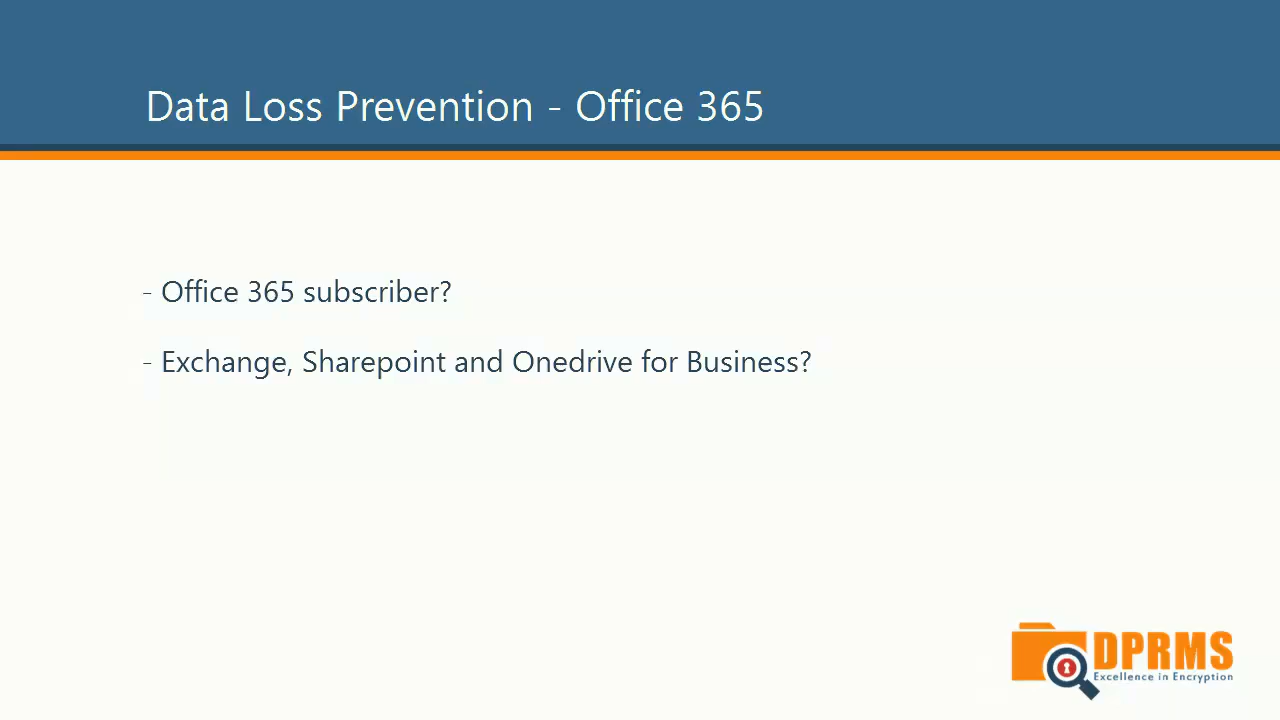 Data Loss Prevention - Office 365
- Office 365 subscriber?
- Exchange, Sharepoint and Onedrive for Business?
DPRMS
Excellence in Encryption